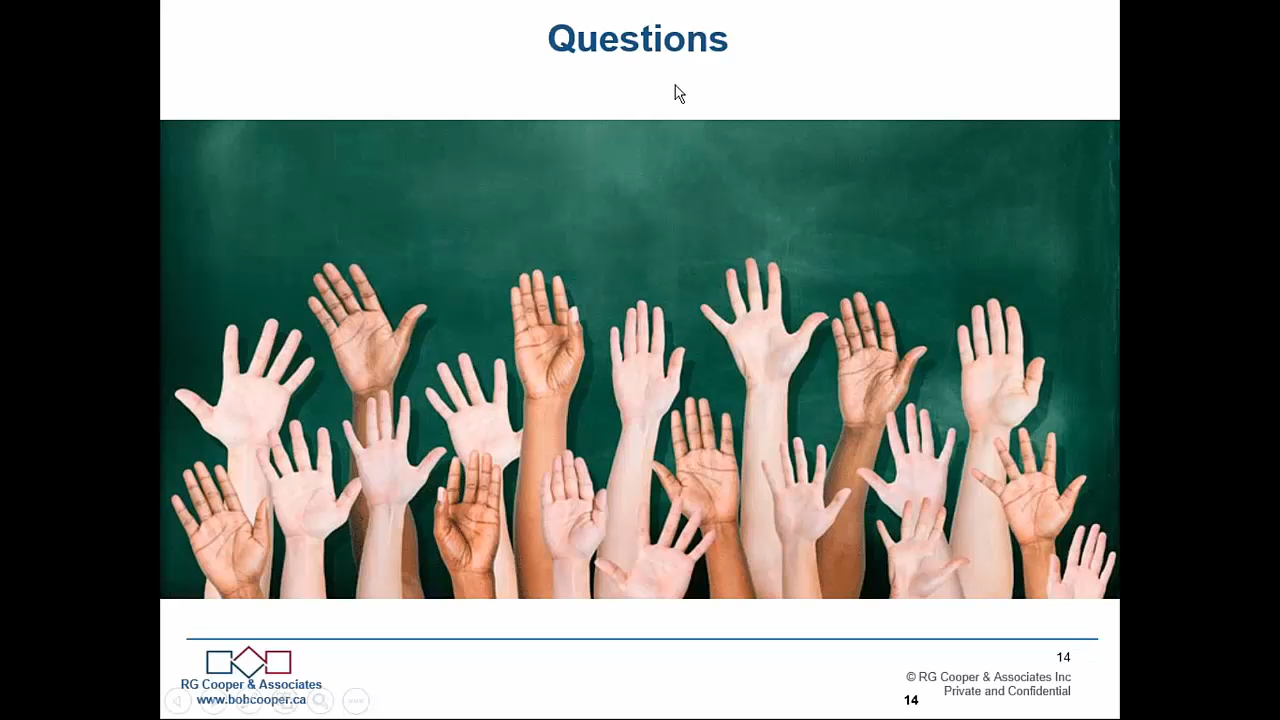 Questions
14
RG Cooper & Associates
© RG Cooper & Associates Inc
www.bobcooper.ca
Private and Confidential
14